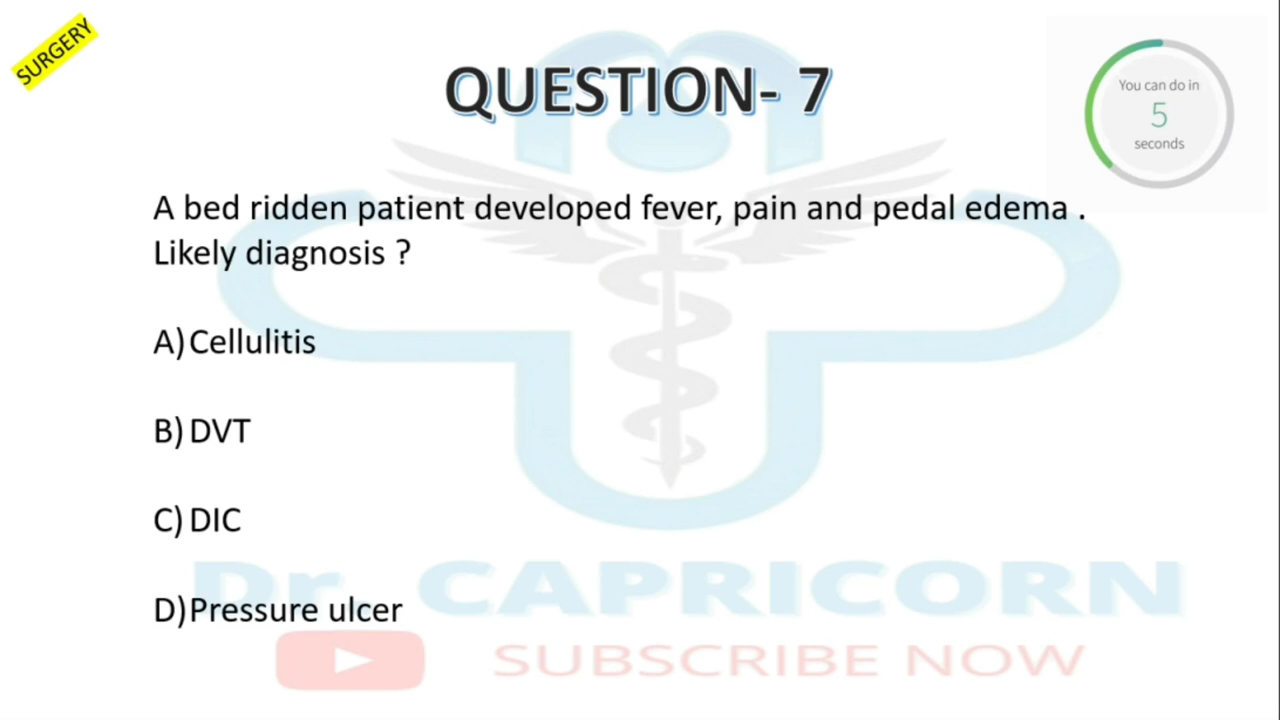 SURGERY
QUESTION- 7
You can do in
5
seconds
A bed ridden patient developed fever, pain and pedal edema .
Likely diagnosis ?
A) Cellulitis
B) DVT
C) DIC
D) Pressure ulcer
Dr. CAPRICORN
SUBSCRIBE NOW